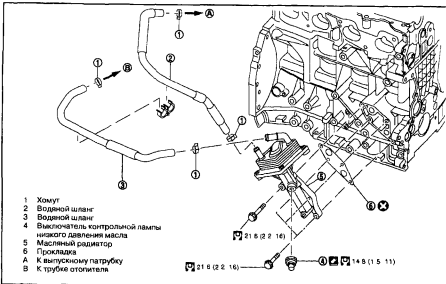 1
A
1
B
2
1
1
3
5
6
21 6 (2 2 16)
21 6 (2 2 16)
4 14 8 (1 5 11)
1 Хомут
2 Водяной шланг
3 Водяной шланг
4 Выключатель контрольной лампы
низкого давления масла
5 Масляный радиатор
6 Прокладка
A К выпускному патрубку
B К трубке отопителя